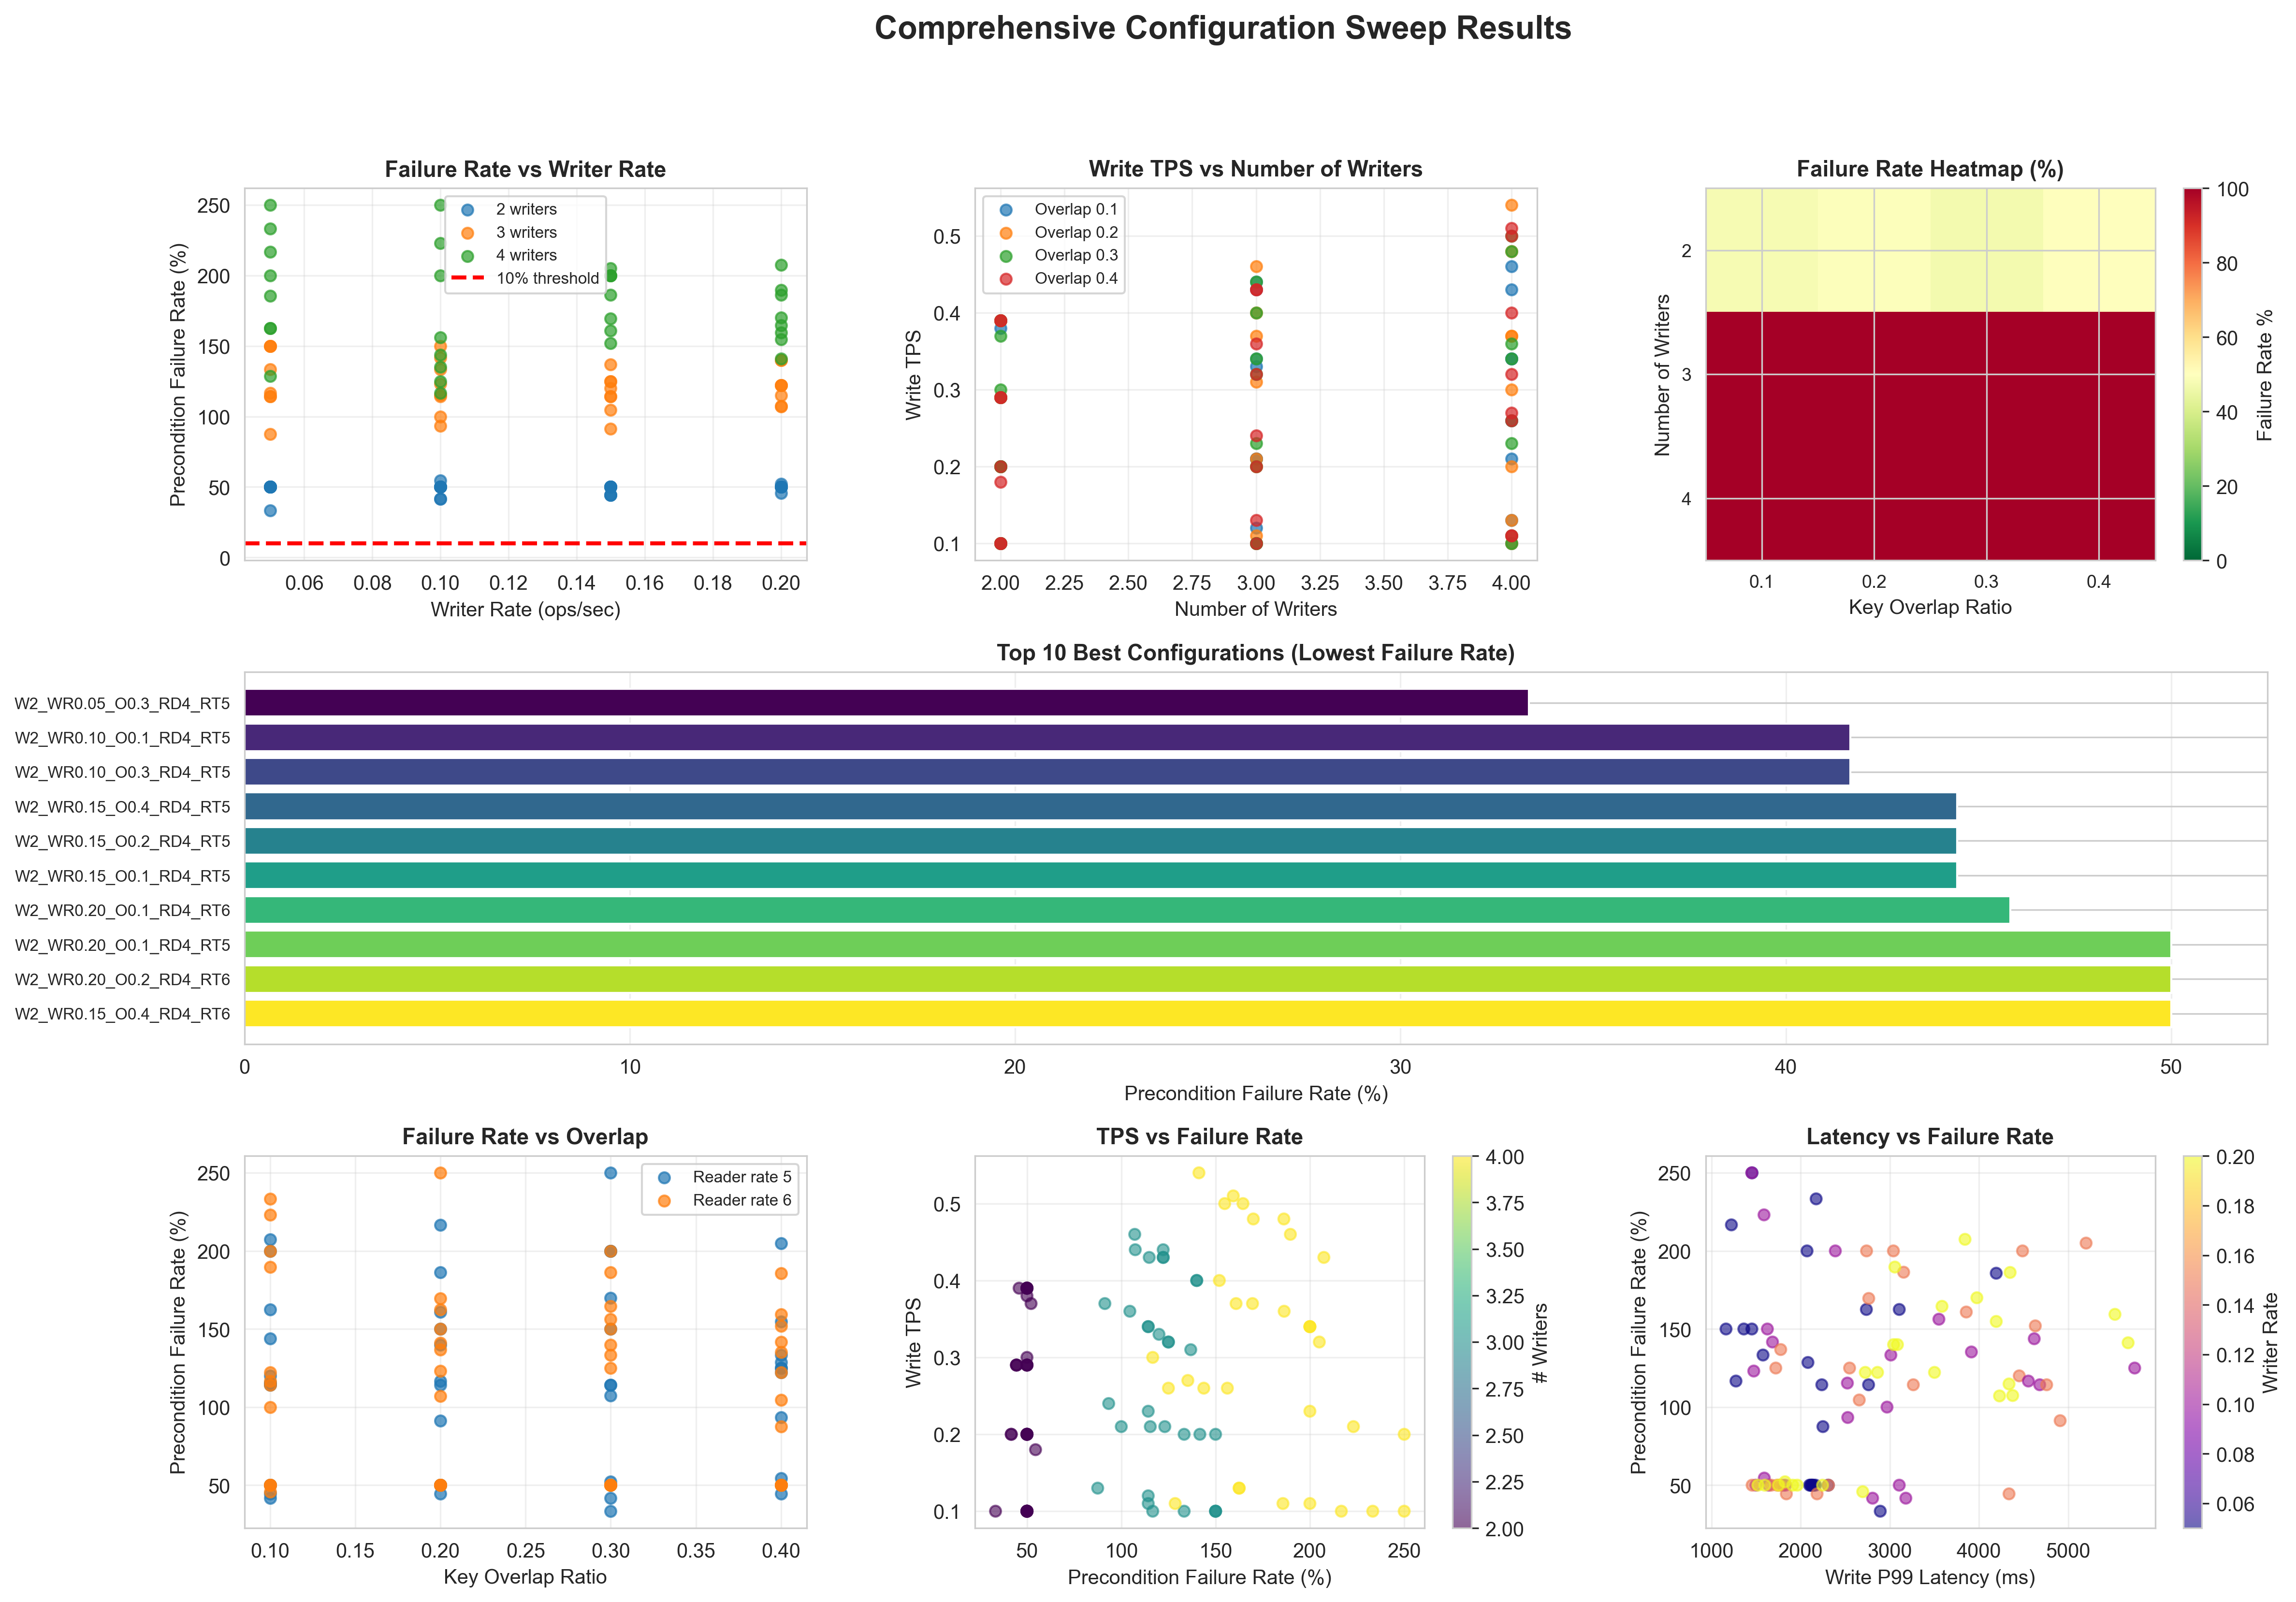 Comprehensive Configuration Sweep Results
Failure Rate vs Writer Rate
Precondition Failure Rate (%)
250
200
150
100
50
0
2 writers
3 writers
4 writers
10% threshold
0.06 0.08 0.10 0.12 0.14 0.16 0.18 0.20
Writer Rate (ops/sec)
Write TPS vs Number of Writers
Write TPS
0.5
0.4
0.3
0.2
0.1
Overlap 0.1
Overlap 0.2
Overlap 0.3
Overlap 0.4
2.00 2.25 2.50 2.75 3.00 3.25 3.50 3.75 4.00
Number of Writers
Failure Rate Heatmap (%)
Number of Writers
2
3
4
0.1 0.2 0.3 0.4
Key Overlap Ratio
100
80
60
40
20
0
Failure Rate %
Top 10 Best Configurations (Lowest Failure Rate)
W2_WR0.05_O0.3_RD4_RT5
W2_WR0.10_O0.1_RD4_RT5
W2_WR0.10_O0.3_RD4_RT5
W2_WR0.15_O0.4_RD4_RT5
W2_WR0.15_O0.2_RD4_RT5
W2_WR0.15_O0.1_RD4_RT5
W2_WR0.20_O0.1_RD4_RT6
W2_WR0.20_O0.1_RD4_RT5
W2_WR0.20_O0.2_RD4_RT6
W2_WR0.15_O0.4_RD4_RT6
0 10 20 30 40 50
Precondition Failure Rate (%)
Failure Rate vs Overlap
Precondition Failure Rate (%)
250
200
150
100
50
Reader rate 5
Reader rate 6
0.10 0.15 0.20 0.25 0.30 0.35 0.40
Key Overlap Ratio
TPS vs Failure Rate
Write TPS
0.5
0.4
0.3
0.2
0.1
50 100 150 200 250
Precondition Failure Rate (%)
4.00
3.75
3.50
3.25
3.00
2.75
2.50
2.25
2.00
# Writers
Latency vs Failure Rate
Precondition Failure Rate (%)
250
200
150
100
50
1000 2000 3000 4000 5000
Write P99 Latency (ms)
0.20
0.18
0.16
0.14
0.12
0.10
0.08
0.06
Writer Rate